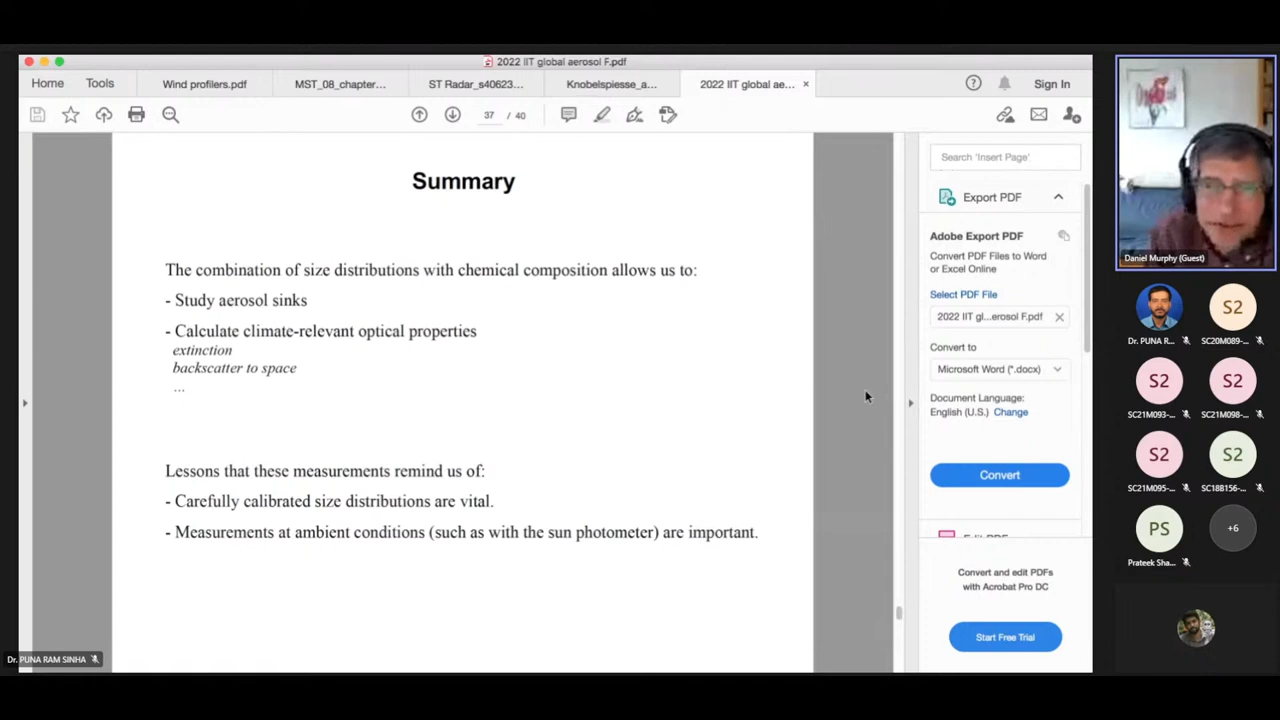 2022 IIT global aerosol F.pdf
Home
Tools
Wind profilers.pdf
MST_08_chapter...
ST Radar_s40623...
Knobelspiesse_a...
2022 IIT global ae...
Sign In
37 / 40
Summary
The combination of size distributions with chemical composition allows us to:
- Study aerosol sinks
- Calculate climate-relevant optical properties
extinction
backscatter to space
...
Lessons that these measurements remind us of:
- Carefully calibrated size distributions are vital.
- Measurements at ambient conditions (such as with the sun photometer) are important.
Search 'Insert Page'
Export PDF
Adobe Export PDF
Convert PDF Files to Word
or Excel Online
Select PDF File
2022 IIT gl...erosol F.pdf
Convert to
Microsoft Word (*.docx)
Document Language:
English (U.S.) Change
Convert
Edit PDF
Convert and edit PDFs
with Acrobat Pro DC
Start Free Trial
Daniel Murphy (Guest)
S2
Dr. PUNA R...
SC20M089-...
S2
S2
SC21M093-...
SC21M098-...
S2
S2
SC21M095-...
SC18B156-...
PS
+6
Prateek Sha...
Dr. PUNA RAM SINHA